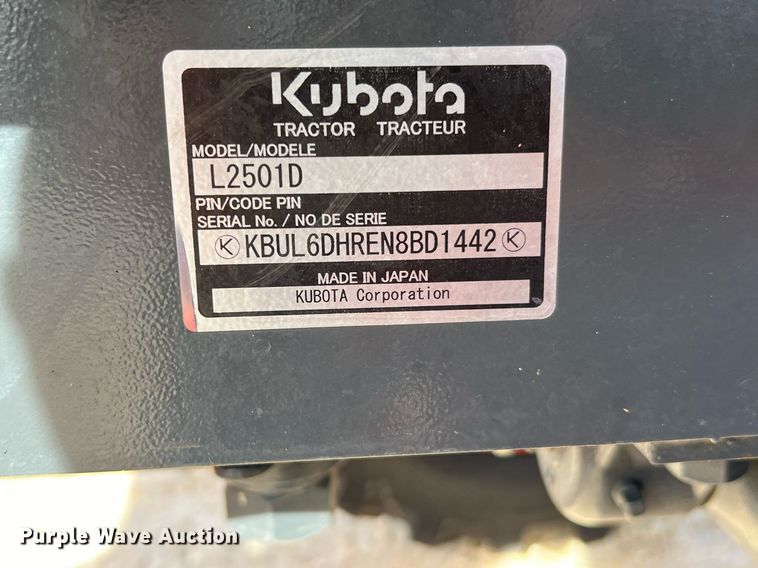 Kubota
TRACTOR TRACTEUR
MODEL/MODELE
L2501D
PIN/CODE PIN
SERIAL No. / NO DE SERIE
K KBUL6DHREN8BD1442 K
MADE IN JAPAN
KUBOTA Corporation
Purple Wave Auction